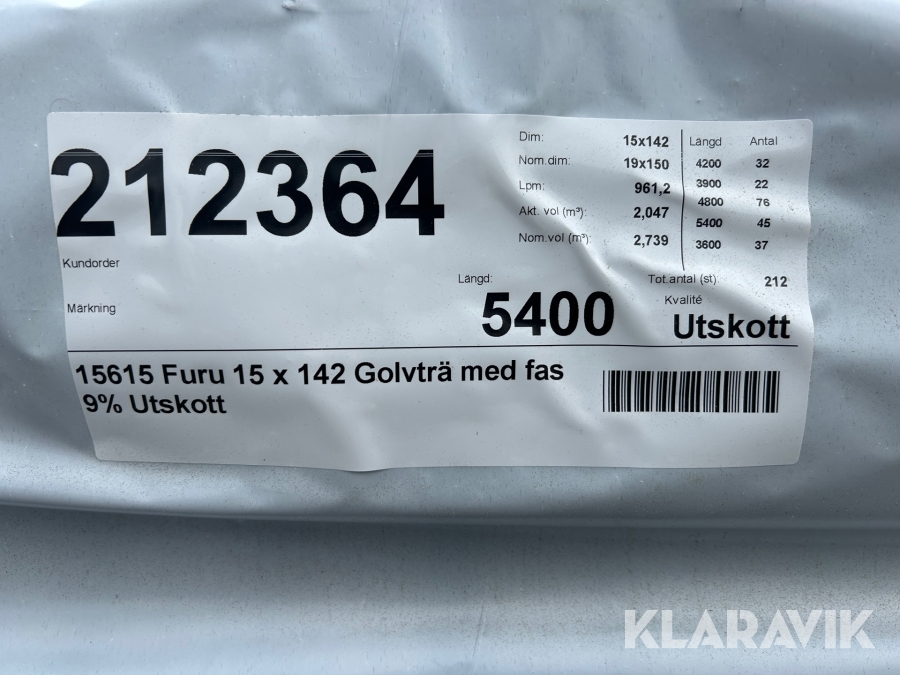 212364
Kundorder
Märkning
Dim: 15x142
Nom.dim: 19x150
Lpm: 961,2
Akt. vol (m³): 2,047
Nom.vol (m³): 2,739
Längd Antal
4200 32
3900 22
4800 76
5400 45
3600 37
Tot.antal (st): 212
Längd: 5400
Kvalité
Utskott
15615 Furu 15 x 142 Golvträ med fas
9% Utskott
KLARAVIK